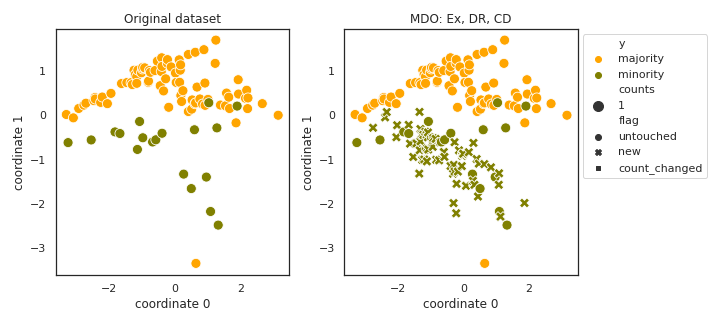 Original dataset
coordinate 1
1
0
−1
−2
−3
−2
0
2
coordinate 0
MDO: Ex, DR, CD
coordinate 1
1
0
−1
−2
−3
−2
0
2
coordinate 0
y
majority
minority
counts
1
flag
untouched
new
count_changed